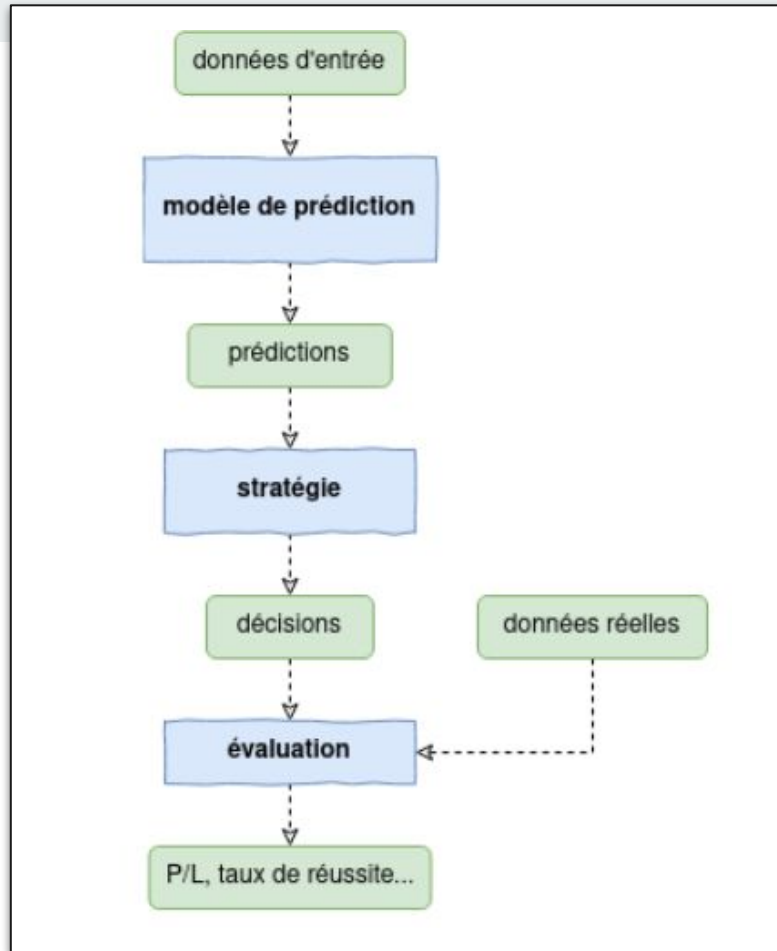 données d'entrée
modèle de prédiction
prédictions
stratégie
décisions
données réelles
évaluation
P/L, taux de réussite...